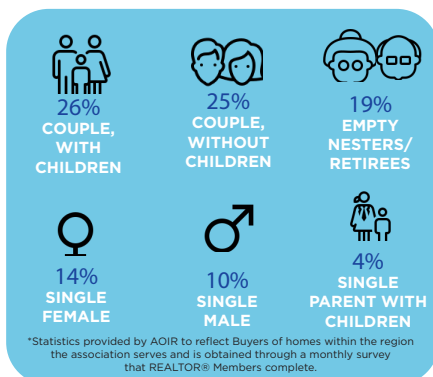 26%
COUPLE,
WITH
CHILDREN
25%
COUPLE,
WITHOUT
CHILDREN
19%
EMPTY
NESTERS/
RETIREES
14%
SINGLE
FEMALE
10%
SINGLE
MALE
4%
SINGLE
PARENT WITH
CHILDREN
*Statistics provided by AOIR to reflect Buyers of homes within the region
the association serves and is obtained through a monthly survey
that REALTOR® Members complete.